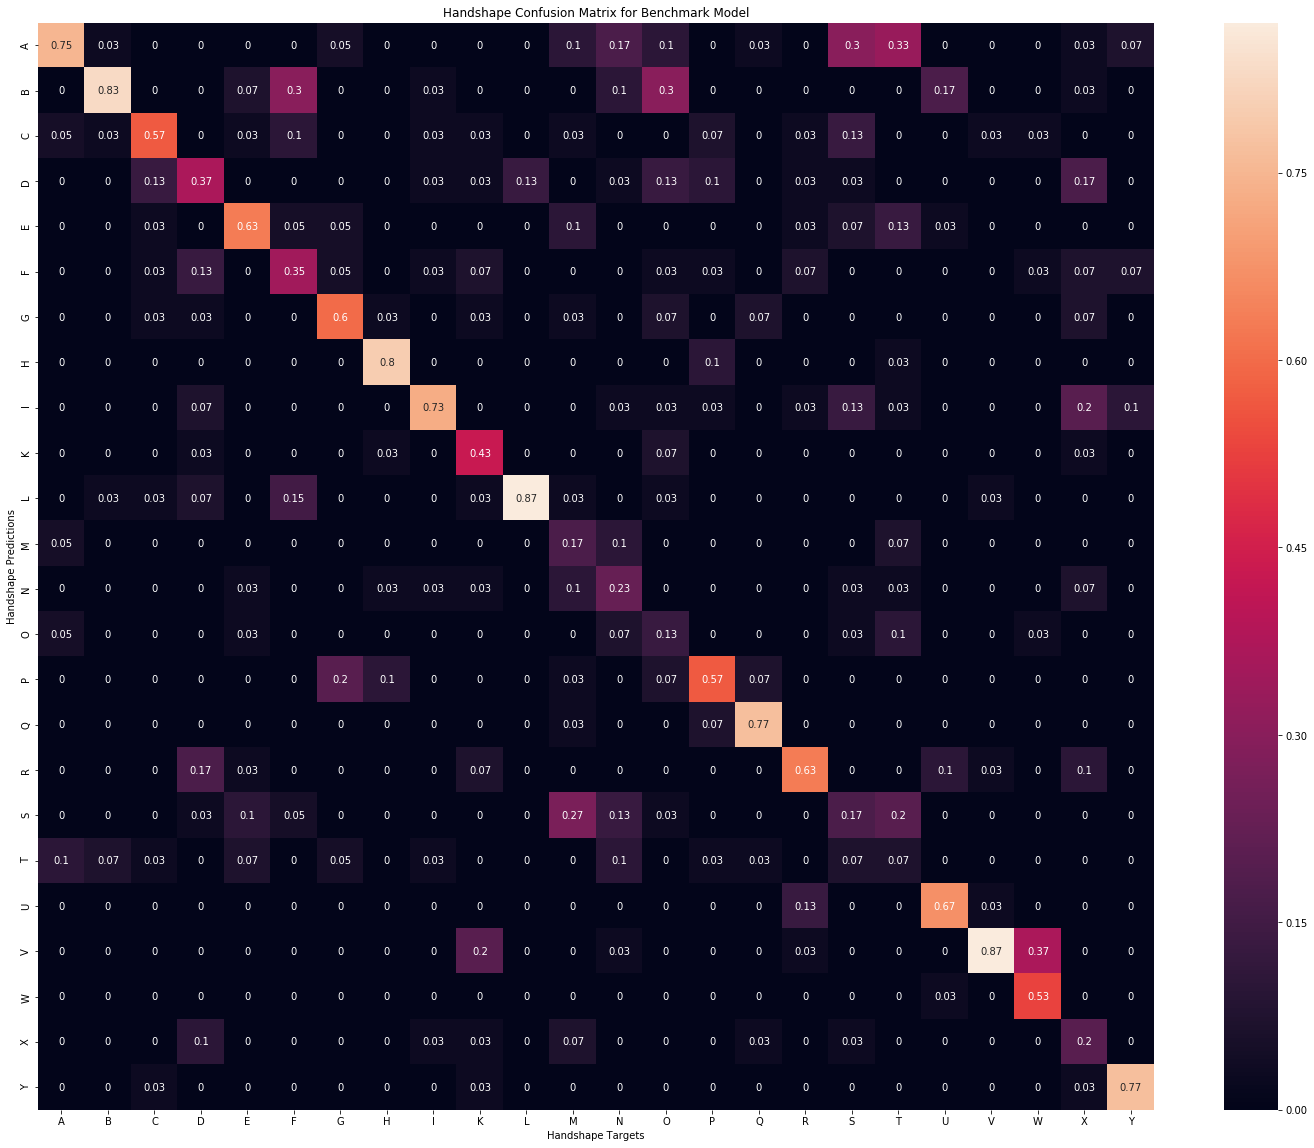 Handshape Confusion Matrix for Benchmark Model
A 0.75 0.03 0 0 0 0 0.05 0 0 0 0 0.1 0.17 0.1 0 0.03 0 0.3 0.33 0 0 0 0.03 0.07
B 0 0.83 0 0 0.07 0.3 0 0 0.03 0 0 0 0.1 0.3 0 0 0 0 0 0.17 0 0 0.03 0
C 0.05 0.03 0.57 0 0.03 0.1 0 0 0.03 0.03 0 0.03 0 0 0.07 0 0.03 0.13 0 0 0.03 0.03 0 0
D 0 0 0.13 0.37 0 0 0 0 0.03 0.03 0.13 0 0.03 0.13 0.1 0 0.03 0.03 0 0 0 0 0.17 0
0.75
E 0 0 0.03 0 0.63 0.05 0.05 0 0 0 0 0.1 0 0 0 0 0.03 0.07 0.13 0.03 0 0 0 0
F 0 0 0.03 0.13 0 0.35 0.05 0 0.03 0.07 0 0 0 0.03 0.03 0 0.07 0 0 0 0 0.03 0.07 0.07
G 0 0 0.03 0.03 0 0 0.6 0.03 0 0.03 0 0.03 0 0.07 0 0.07 0 0 0 0 0 0 0.07 0
H 0 0 0 0 0 0 0 0.8 0 0 0 0 0 0 0.1 0 0 0 0.03 0 0 0 0 0
0.60
I 0 0 0 0.07 0 0 0 0 0.73 0 0 0 0.03 0.03 0.03 0 0.03 0.13 0.03 0 0 0 0.2 0.1
K 0 0 0 0.03 0 0 0 0.03 0 0.43 0 0 0 0.07 0 0 0 0 0 0 0 0 0.03 0
L 0 0.03 0.03 0.07 0 0.15 0 0 0 0.03 0.87 0.03 0 0.03 0 0 0 0 0 0 0.03 0 0 0
M 0.05 0 0 0 0 0 0 0 0 0 0 0.17 0.1 0 0 0 0 0 0.07 0 0 0 0 0
0.45
Handshape Predictions
N 0 0 0 0 0.03 0 0 0.03 0.03 0.03 0 0.1 0.23 0 0 0 0 0.03 0.03 0 0 0 0.07 0
O 0.05 0 0 0 0.03 0 0 0 0 0 0 0 0.07 0.13 0 0 0 0.03 0.1 0 0 0.03 0 0
P 0 0 0 0 0 0 0.2 0.1 0 0 0 0.03 0 0.07 0.57 0.07 0 0 0 0 0 0 0 0
Q 0 0 0 0 0 0 0 0 0 0 0 0.03 0 0 0.07 0.77 0 0 0 0 0 0 0 0
0.30
R 0 0 0 0.17 0.03 0 0 0 0 0.07 0 0 0 0 0 0 0.63 0 0 0.1 0.03 0 0.1 0
S 0 0 0 0.03 0.1 0.05 0 0 0 0 0 0.27 0.13 0.03 0 0 0 0.17 0.2 0 0 0 0 0
T 0.1 0.07 0.03 0 0.07 0 0.05 0 0.03 0 0 0 0.1 0 0.03 0.03 0 0.07 0.07 0 0 0 0 0
U 0 0 0 0 0 0 0 0 0 0 0 0 0 0 0 0 0.13 0 0 0.67 0.03 0 0 0
0.15
V 0 0 0 0 0 0 0 0 0 0.2 0 0 0.03 0 0 0 0.03 0 0 0 0.87 0.37 0 0
W 0 0 0 0 0 0 0 0 0 0 0 0 0 0 0 0 0 0 0 0.03 0 0.53 0 0
X 0 0 0 0.1 0 0 0 0 0.03 0.03 0 0.07 0 0 0 0.03 0 0.03 0 0 0 0 0.2 0
Y 0 0 0.03 0 0 0 0 0 0 0.03 0 0 0 0 0 0 0 0 0 0 0 0 0.03 0.77
0.00
A B C D E F G H I K L M N O P Q R S T U V W X Y
Handshape Targets